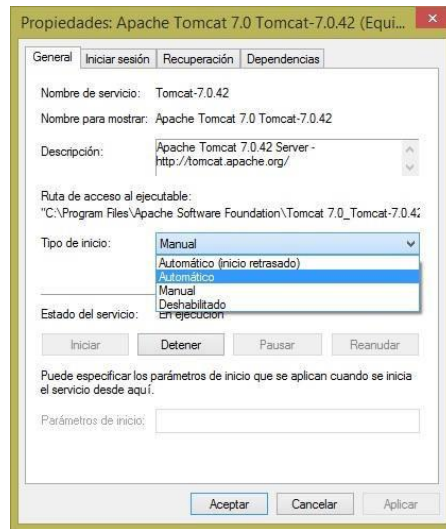 Propiedades: Apache Tomcat 7.0 Tomcat-7.0.42 (Equi...
General Iniciar sesión Recuperación Dependencias
Nombre de servicio: Tomcat-7.0.42
Nombre para mostrar: Apache Tomcat 7.0 Tomcat-7.0.42
Descripción: Apache Tomcat 7.0.42 Server -
http://tomcat.apache.org/
Ruta de acceso al ejecutable:
"C:\Program Files\Apache Software Foundation\Tomcat 7.0_Tomcat-7.0.42
Tipo de inicio: Manual
Automático (inicio retrasado)
Automático
Manual
Deshabilitado
Estado del servicio: En ejecución
Iniciar Detener Pausar Reanudar
Puede especificar los parámetros de inicio que se aplican cuando se inicia
el servicio desde aquí.
Parámetros de inicio:
Aceptar Cancelar Aplicar